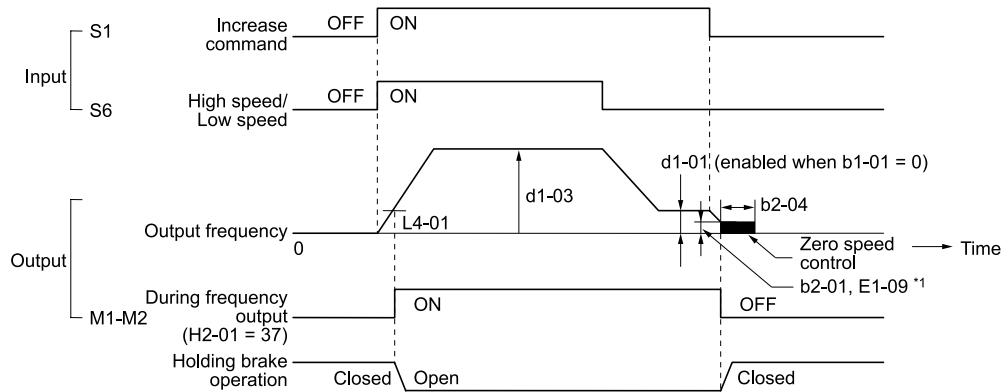 Input
S1
Increase
command
OFF
ON
S6
High speed/
Low speed
OFF
ON
d1-01 (enabled when b1-01 = 0)
d1-03
b2-04
L4-01
Output
Output frequency
0
Zero speed
control
Time
b2-01, E1-09 *1
M1-M2
During frequency
output
(H2-01 = 37)
ON
OFF
Holding brake
operation
Closed
Open
Closed